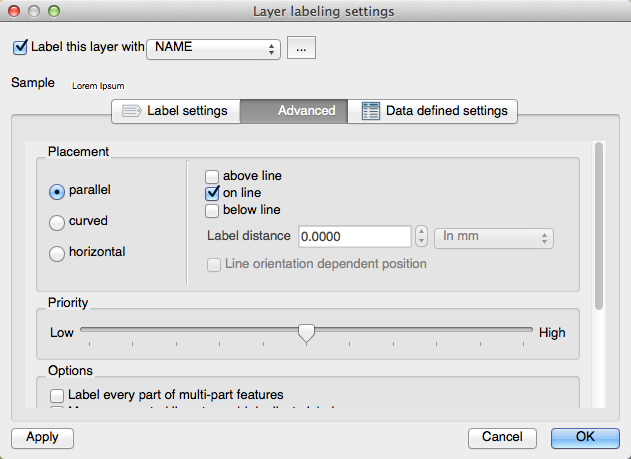 Layer labeling settings
Label this layer with NAME ...
Sample Lorem Ipsum
Label settings Advanced Data defined settings
Placement
parallel
curved
horizontal
above line
on line
below line
Label distance 0.0000 In mm
Line orientation dependent position
Priority
Low High
Options
Label every part of multi-part features
Apply Cancel OK